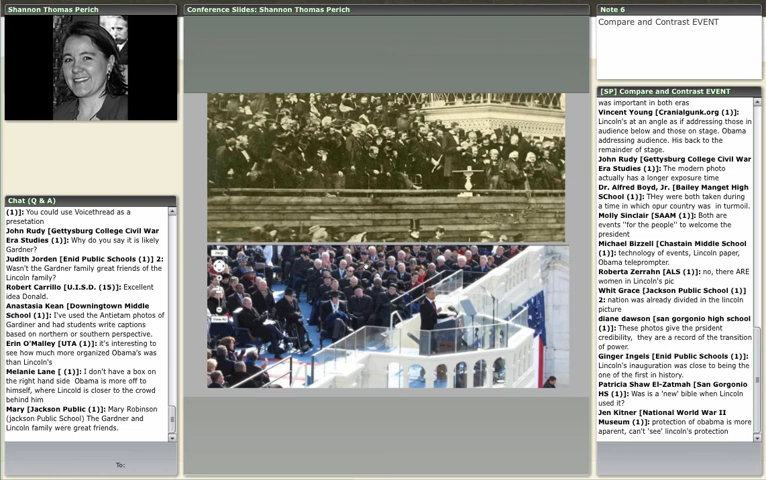 Shannon Thomas Perich
Conference Slides: Shannon Thomas Perich
Note 6
Compare and Contrast EVENT
Chat (Q & A)
(1)]: You could use Voicethread as a
presetation
John Rudy [Gettysburg College Civil War
Era Studies (1)]: Why do you say it is likely
Gardner?
Judith Jorden [Enid Public Schools (1)] 2:
Wasn't the Gardner family great friends of the
Lincoln family?
Robert Carrillo [U.I.S.D. (15)]: Excellent
idea Donald.
Anastasia Kean [Downingtown Middle
School (1)]: I've used the Antietam photos of
Gardner and had students write captions
based on northern or southern perspective.
Erin O'Malley [UTA (1)]: it's interesting to
see how much more organized Obama's was
than Lincoln's
Melanie Lane [ (1)]: I don't have a box on
the right hand side  Obama is more off to
himself, where Lincold is closer to the crowd
behind him
Mary [Jackson Public (1)]: Mary Robinson
(jackson Public School) The Gardner and
Lincoln family were great friends.
To:
[SP] Compare and Contrast EVENT
was important in both eras
Vincent Young [Cranialgunk.org (1)]:
Lincoln's at an angle as if addressing those in
audience below and those on stage. Obama
addressing audience. His back to the
remainder of stage.
John Rudy [Gettysburg College Civil War
Era Studies (1)]: The modern photo
actually has a longer exposure time
Dr. Alfred Boyd, Jr. [Bailey Manget High
SChool (1)]: THey were both taken during
a time in which opur country was  in turmoil.
Molly Sinclair [SAAM (1)]: Both are
events ''for the people'' to welcome the
president
Michael Bizzell [Chastain Middle School
(1)]: technology of events, Lincoln paper,
Obama teleprompter.
Roberta Zerrahn [ALS (1)]: no, there ARE
women in Lincoln's pic
Whit Grace [Jackson Public School (1)]
2: nation was already divided in the lincoln
picture
diane dawson [san gorgonio high school
(1)]: These photos give the prsident
credibility,  they are a record of the transition
of power.
Ginger Ingels [Enid Public Schools (1)]:
Lincoln's inauguration was close to being the
one of the first in history.
Patricia Shaw El-Zatmah [San Gorgonio
HS (1)]: Was is a 'new' bible when Lincoln
used it?
Jen Kitner [National World War II
Museum (1)]: protection of obabma is more
aparent, can't 'see' lincoln's protection